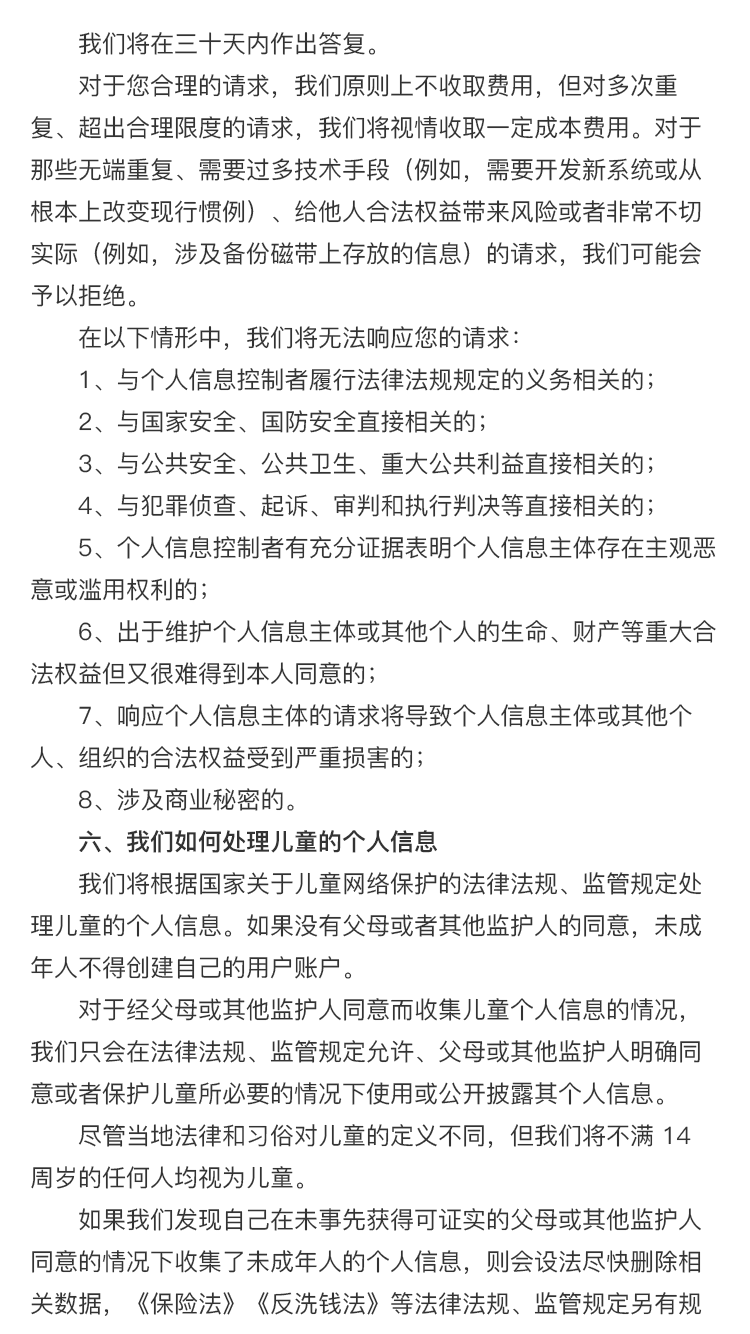 我们将在三十天内作出答复。
对于您合理的请求，我们原则上不收取费用，但对多次重
复、超出合理限度的请求，我们将视情收取一定成本费用。对于
那些无端重复、需要过多技术手段（例如，需要开发新系统或从
根本上改变现行惯例）、给他人合法权益带来风险或者非常不切
实际（例如，涉及备份磁带上存放的信息）的请求，我们可能会
予以拒绝。
在以下情形中，我们将无法响应您的请求：
1、与个人信息控制者履行法律法规规定的义务相关的；
2、与国家安全、国防安全直接相关的；
3、与公共安全、公共卫生、重大公共利益直接相关的；
4、与犯罪侦查、起诉、审判和执行判决等直接相关的；
5、个人信息控制者有充分证据表明个人信息主体存在主观恶
意或滥用权利的；
6、出于维护个人信息主体或其他个人的生命、财产等重大合
法权益但又很难得到本人同意的；
7、响应个人信息主体的请求将导致个人信息主体或其他个
人、组织的合法权益受到严重损害的；
8、涉及商业秘密的。
六、我们如何处理儿童的个人信息
我们将根据国家关于儿童网络保护的法律法规、监管规定处
理儿童的个人信息。如果没有父母或者其他监护人的同意，未成
年人不得创建自己的用户账户。
对于经父母或其他监护人同意而收集儿童个人信息的情况，
我们只会在法律法规、监管规定允许、父母或其他监护人明确同
意或者保护儿童所必要的情况下使用或公开披露其个人信息。
尽管当地法律和习俗对儿童的定义不同，但我们将不满 14
周岁的任何人均视为儿童。
如果我们发现自己在未事先获得可证实的父母或其他监护人
同意的情况下收集了未成年人的个人信息，则会设法尽快删除相
关数据，《保险法》《反洗钱法》等法律法规、监管规定另有规